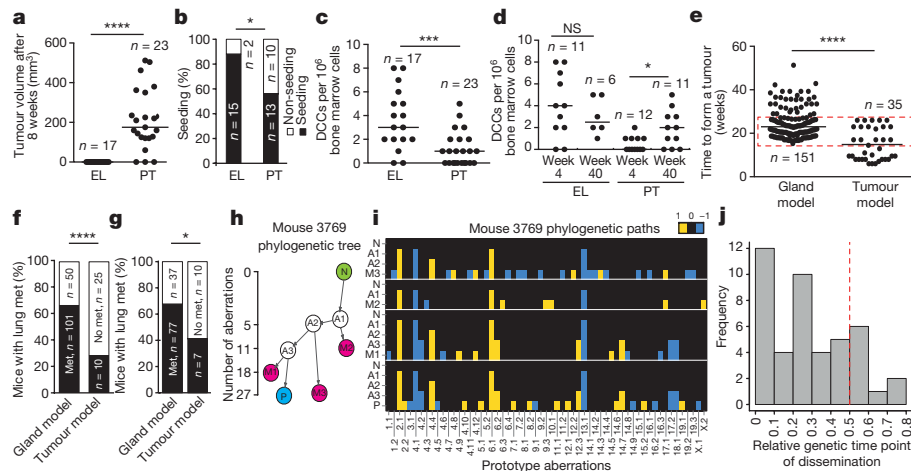 a
Tumour volume after 8 weeks (mm³)
600
400
200
0
****
n = 23
n = 17
EL
PT
b
Seeding (%)
100
80
60
40
20
0
*
n = 2
n = 10
n = 15
n = 13
EL
PT
Non-seeding
Seeding
c
DCCs per 10⁶ bone marrow cells
10
8
6
4
2
0
***
n = 17
n = 23
EL
PT
d
DCCs per 10⁶ bone marrow cells
10
8
6
4
2
0
NS
n = 11
n = 6
*
n = 11
n = 12
Week 4
Week 40
Week 4
Week 40
EL
PT
e
Time to form a tumour (weeks)
60
40
20
0
****
n = 35
n = 151
Gland model
Tumour model
f
Mice with lung met (%)
100
80
60
40
20
0
****
Met, n = 101
n = 50
No met, n = 25
n = 10
Gland model
Tumour model
g
Mice with lung met (%)
100
80
60
40
20
0
*
n = 37
n = 77
No met, n = 10
n = 7
Gland model
Tumour model
h
Mouse 3769 phylogenetic tree
Number of aberrations
0
5
11
18
27
N
A1
A2
A3
M2
M1
P
M3
i
Mouse 3769 phylogenetic paths
1 0 −1
N
A1
A2
M3
N
A1
M2
N
A1
A2
A3
M1
N
A1
A2
A3
P
Prototype aberrations
j
Frequency
12
10
8
6
4
2
0
0 0.1 0.2 0.3 0.4 0.5 0.6 0.7 0.8
Relative genetic time point of dissemination